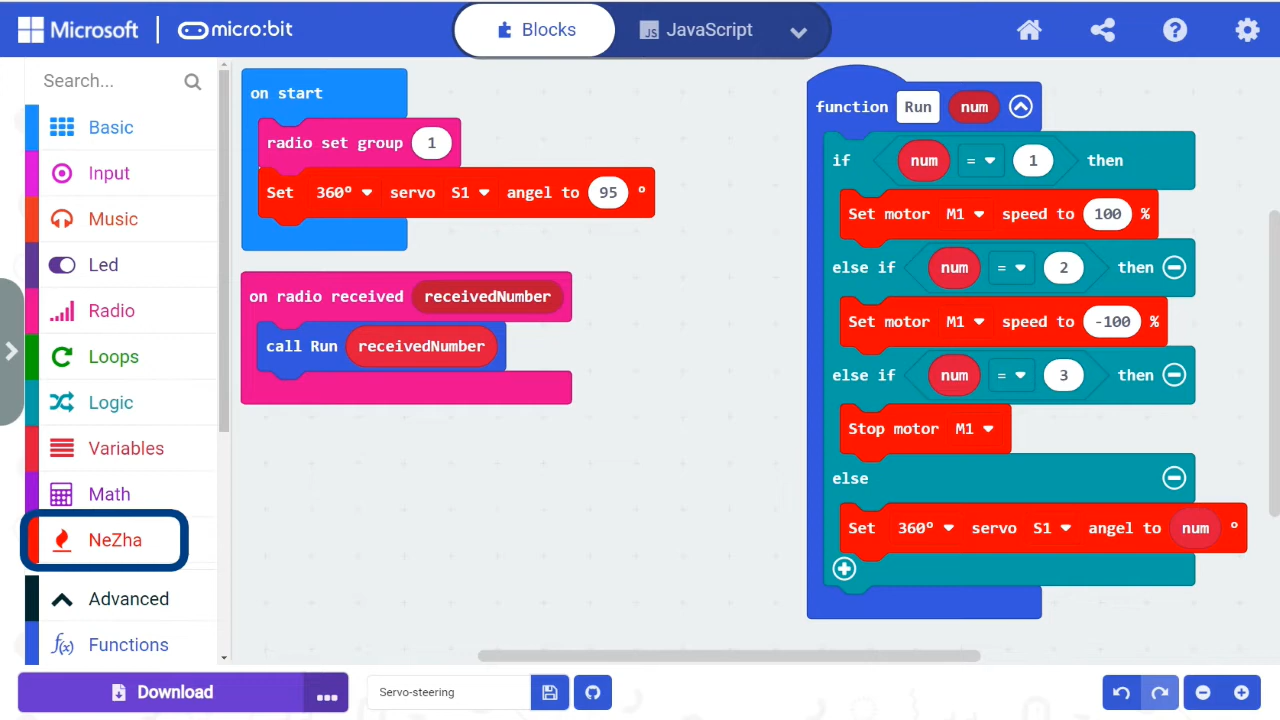 Microsoft | micro:bit
Blocks
JavaScript
Search...
Basic
Input
Music
Led
Radio
Loops
Logic
Variables
Math
NeZha
Advanced
Functions
on start
radio set group 1
Set 360° servo S1 angel to 95 °
on radio received receivedNumber
call Run receivedNumber
function Run num
if num = 1 then
Set motor M1 speed to 100 %
else if num = 2 then
Set motor M1 speed to -100 %
else if num = 3 then
Stop motor M1
else
Set 360° servo S1 angel to num °
Download ...
Servo-steering